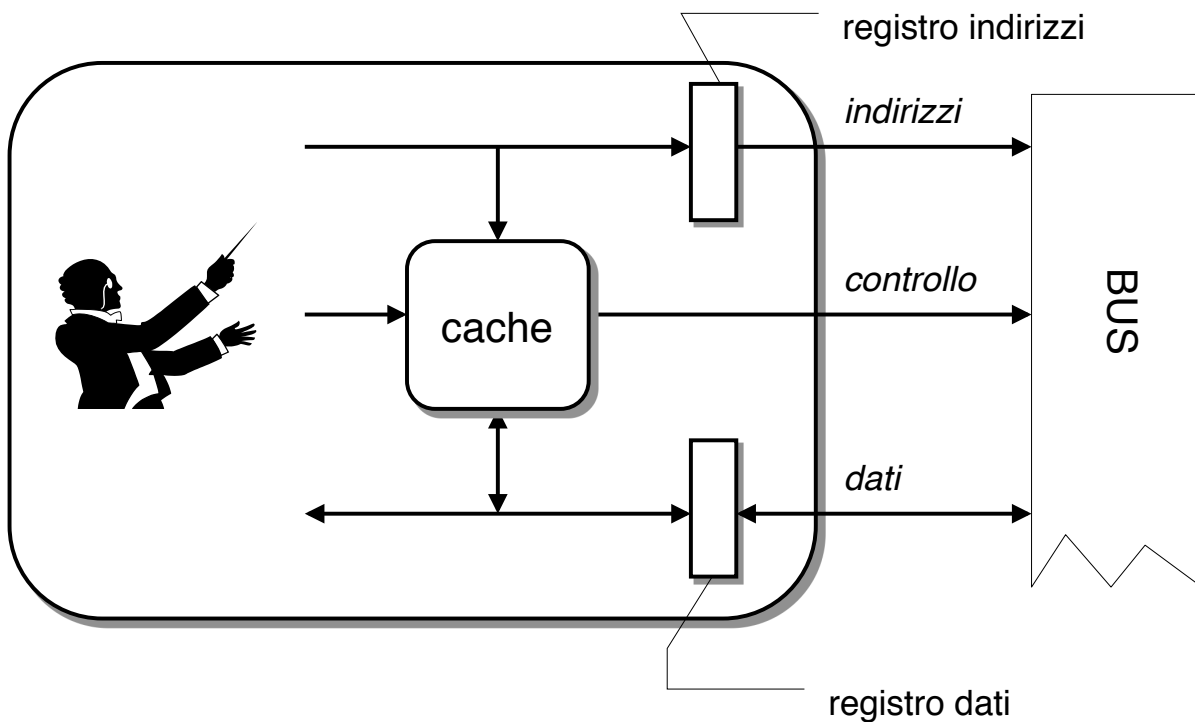 registro indirizzi
indirizzi
controllo
BUS
cache
dati
registro dati